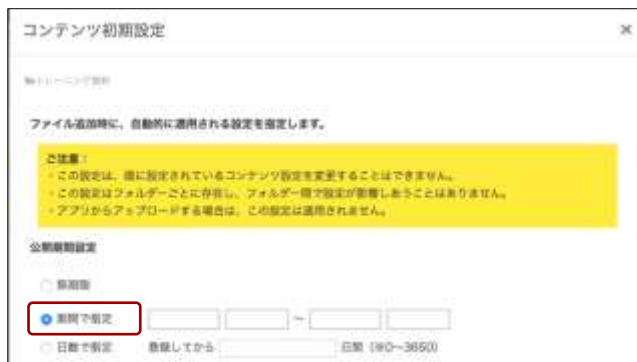 コンテンツ初期設定 ×
ファイル追加時に、自動的に適用される設定を指定します。
ご注意：
・この設定は、既に設定されているコンテンツ設定を変更することはできません。
・この設定はフォルダーごとに存在し、フォルダー間で設定が影響しあうことはありません。
・アプリからアップロードする場合は、この設定は適用されません。
公開期間設定
無期限
期間で指定 ～
日数で指定 登録してから 日間（※0〜3650）